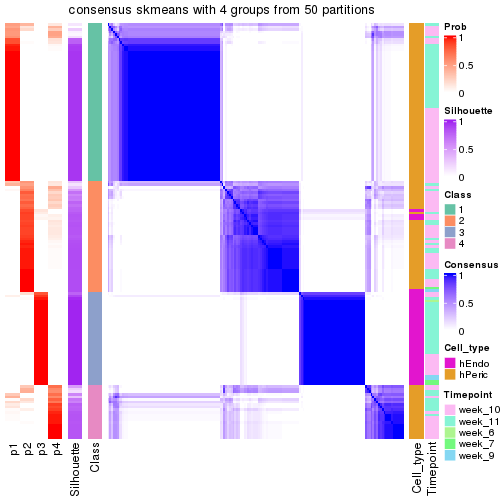 consensus skmeans with 4 groups from 50 partitions
Prob
1
0.5
0
Silhouette
1
0.5
0
Class
1
2
3
4
Consensus
1
0.5
0
Cell_type
hEndo
hPeric
Timepoint
week_10
week_11
week_6
week_7
week_9
p1
p2
p3
p4
Silhouette
Class
Cell_type
Timepoint